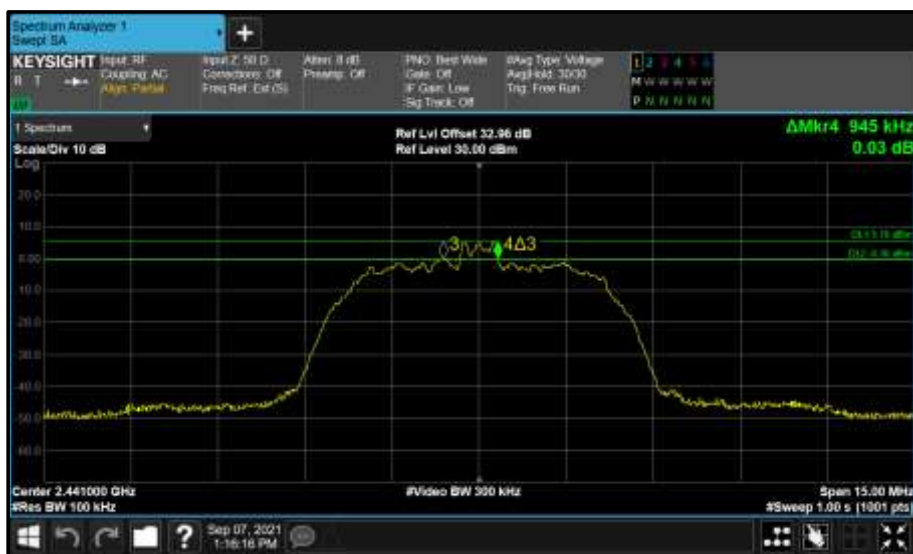 Spectrum Analyzer 1
Swept SA
+
KEYSIGHT
R T
Input: RF
Coupling: AC
Align: Partial
Input Z: 50 Ω
Corrections: Off
Freq Ref: Ext (S)
Atten: 8 dB
Preamp: Off
PNO: Best Wide
Gate: Off
IF Gain: Low
Sig Track: Off
#Avg Type: Voltage
Avg|Hold: 30/30
Trig: Free Run
1 2 3 4 5 6
M W W W W W
P N N N N N
1 Spectrum
Scale/Div 10 dB
Log
Ref Lvl Offset 32.96 dB
Ref Level 30.00 dBm
ΔMkr4 945 kHz
0.03 dB
20.0
10.0
0.00
-10.0
-20.0
-30.0
-40.0
-50.0
-60.0
3
4Δ3
Center 2.441000 GHz
#Res BW 100 kHz
#Video BW 300 kHz
Span 15.00 MHz
#Sweep 1.00 s (1001 pts)
?
Sep 07, 2021
1:16:16 PM